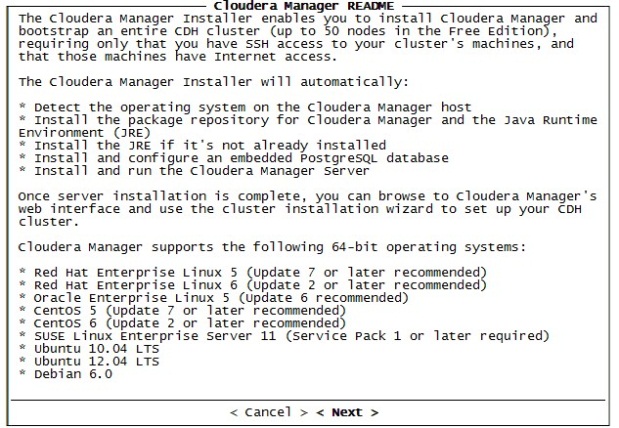 Cloudera Manager README
The Cloudera Manager Installer enables you to install Cloudera Manager and
bootstrap an entire CDH cluster (up to 50 nodes in the Free Edition),
requiring only that you have SSH access to your cluster's machines, and
that those machines have Internet access.
The Cloudera Manager Installer will automatically:
* Detect the operating system on the Cloudera Manager host
* Install the package repository for Cloudera Manager and the Java Runtime
Environment (JRE)
* Install the JRE if it's not already installed
* Install and configure an embedded PostgreSQL database
* Install and run the Cloudera Manager Server
Once server installation is complete, you can browse to Cloudera Manager's
web interface and use the cluster installation wizard to set up your CDH
cluster.
Cloudera Manager supports the following 64-bit operating systems:
* Red Hat Enterprise Linux 5 (Update 7 or later recommended)
* Red Hat Enterprise Linux 6 (Update 2 or later recommended)
* Oracle Enterprise Linux 5 (Update 6 recommended)
* CentOS 5 (Update 7 or later recommended)
* CentOS 6 (Update 2 or later recommended)
* SUSE Linux Enterprise Server 11 (Service Pack 1 or later required)
* Ubuntu 10.04 LTS
* Ubuntu 12.04 LTS
* Debian 6.0
< Cancel > < Next >